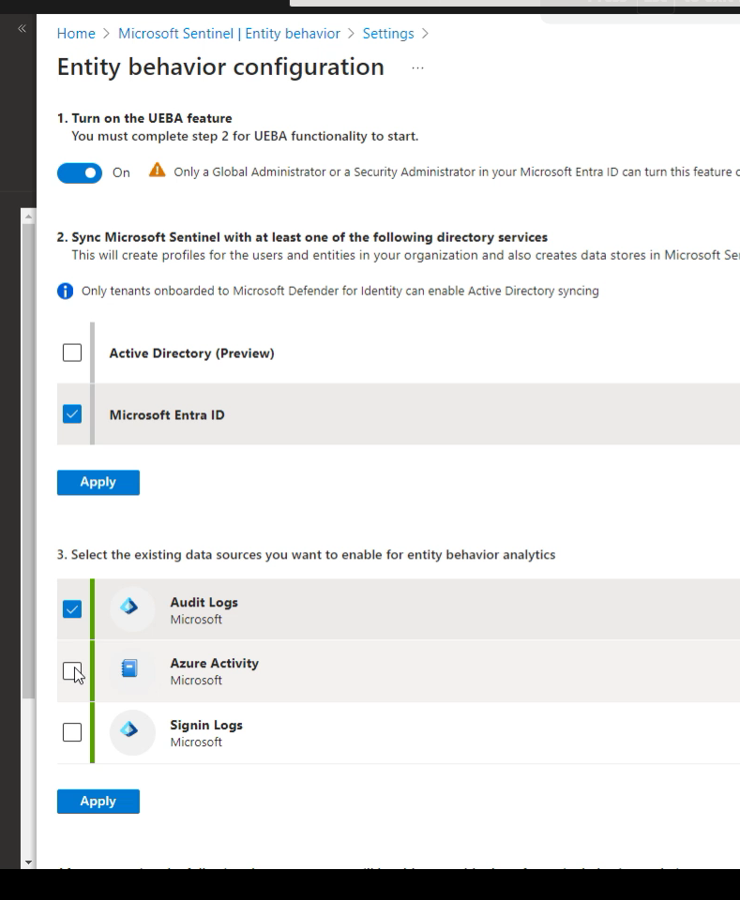 Home > Microsoft Sentinel | Entity behavior > Settings >
Entity behavior configuration ...
1. Turn on the UEBA feature
You must complete step 2 for UEBA functionality to start.
On
Only a Global Administrator or a Security Administrator in your Microsoft Entra ID can turn this feature
2. Sync Microsoft Sentinel with at least one of the following directory services
This will create profiles for the users and entities in your organization and also creates data stores in Microsoft
Only tenants onboarded to Microsoft Defender for Identity can enable Active Directory syncing
Active Directory (Preview)
Microsoft Entra ID
Apply
3. Select the existing data sources you want to enable for entity behavior analytics
Audit Logs
Microsoft
Azure Activity
Microsoft
Signin Logs
Microsoft
Apply